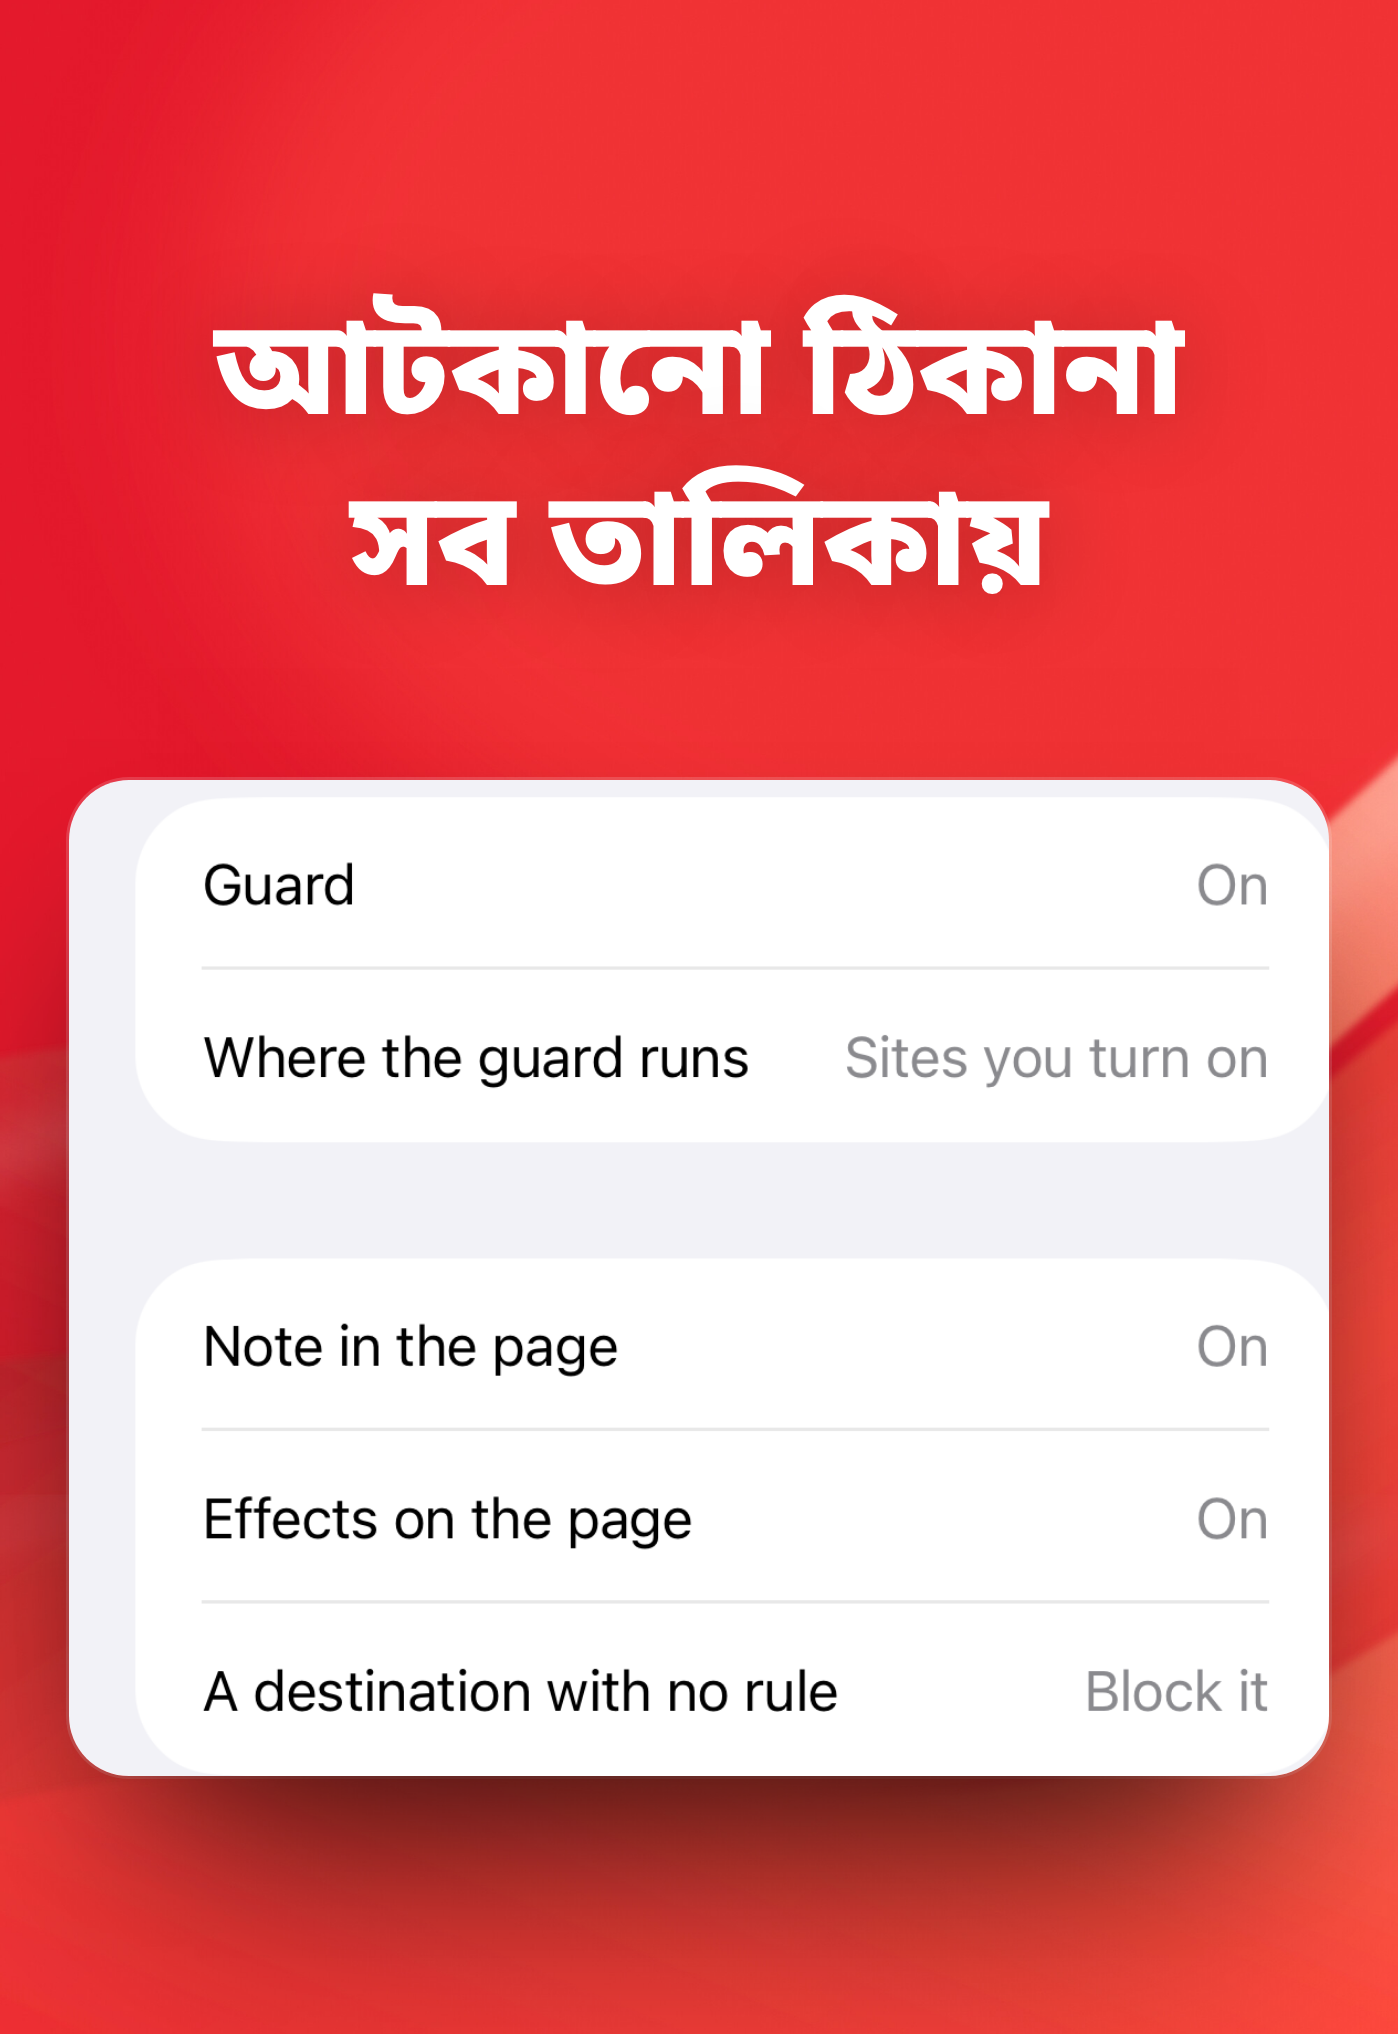 আটকানো ঠিকানা
সব তালিকায়
Guard On
Where the guard runs Sites you turn on
Note in the page On
Effects on the page On
A destination with no rule Block it